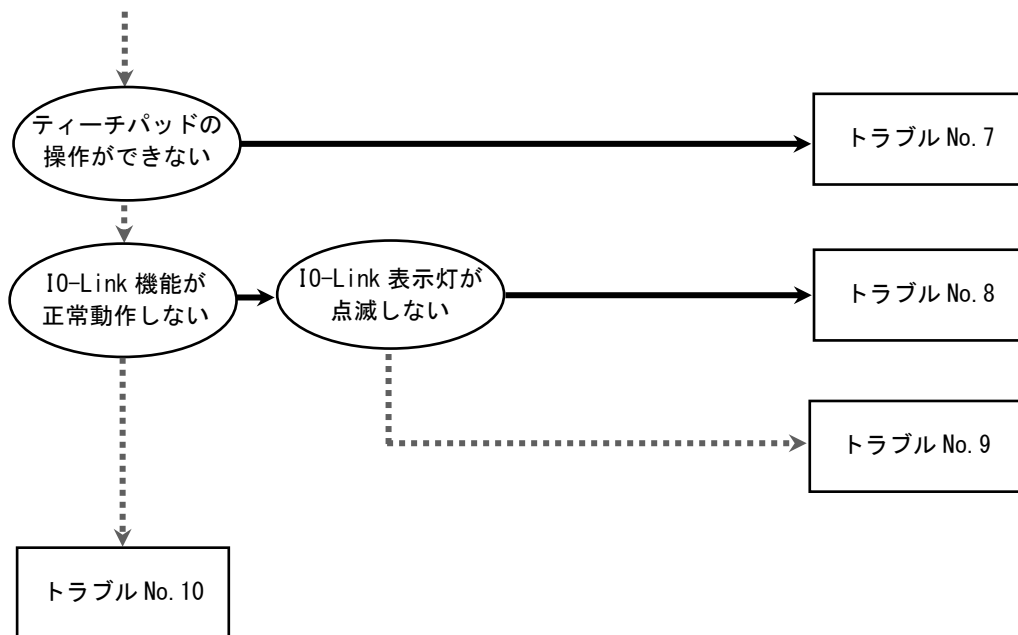 ティーチパッドの
操作ができない
トラブル No. 7
IO-Link 機能が
正常動作しない
IO-Link 表示灯が
点滅しない
トラブル No. 8
トラブル No. 9
トラブル No. 10